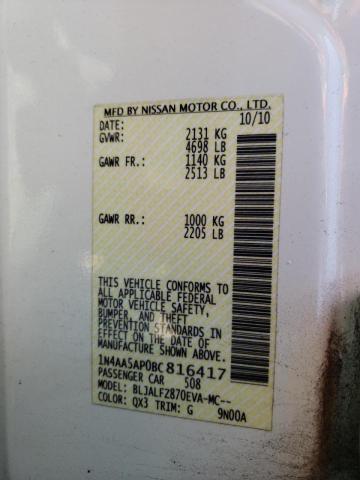 MFD BY NISSAN MOTOR CO., LTD.
DATE: 10/10
GVWR: 2131 KG
4698 LB
GAWR FR.: 1140 KG
2513 LB
GAWR RR.: 1000 KG
2205 LB
THIS VEHICLE CONFORMS TO
ALL APPLICABLE FEDERAL
MOTOR VEHICLE SAFETY,
BUMPER, AND THEFT
PREVENTION STANDARDS IN
EFFECT ON THE DATE OF
MANUFACTURE SHOWN ABOVE.
1N4AA5AP0BC816417
PASSENGER CAR 508
MODEL: BLJALF2870EVA-MC--
COLOR: QX3 TRIM: G 9N00A